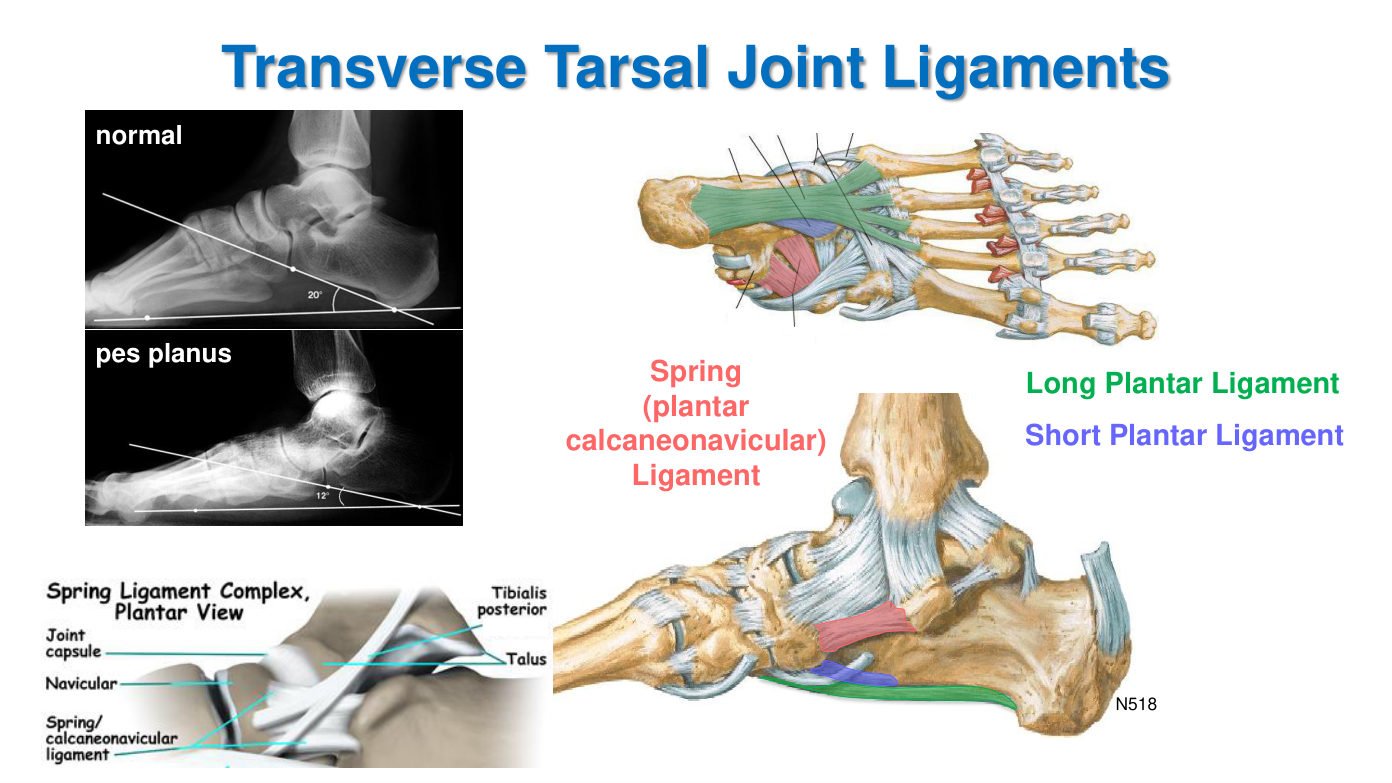 Transverse Tarsal Joint Ligaments
normal
20°
pes planus
12°
Spring
(plantar
calcaneonavicular)
Ligament
Long Plantar Ligament
Short Plantar Ligament
N518
Spring Ligament Complex,
Plantar View
Joint
capsule
Navicular
Spring/
calcaneonavicular
ligament
Tibialis
posterior
Talus